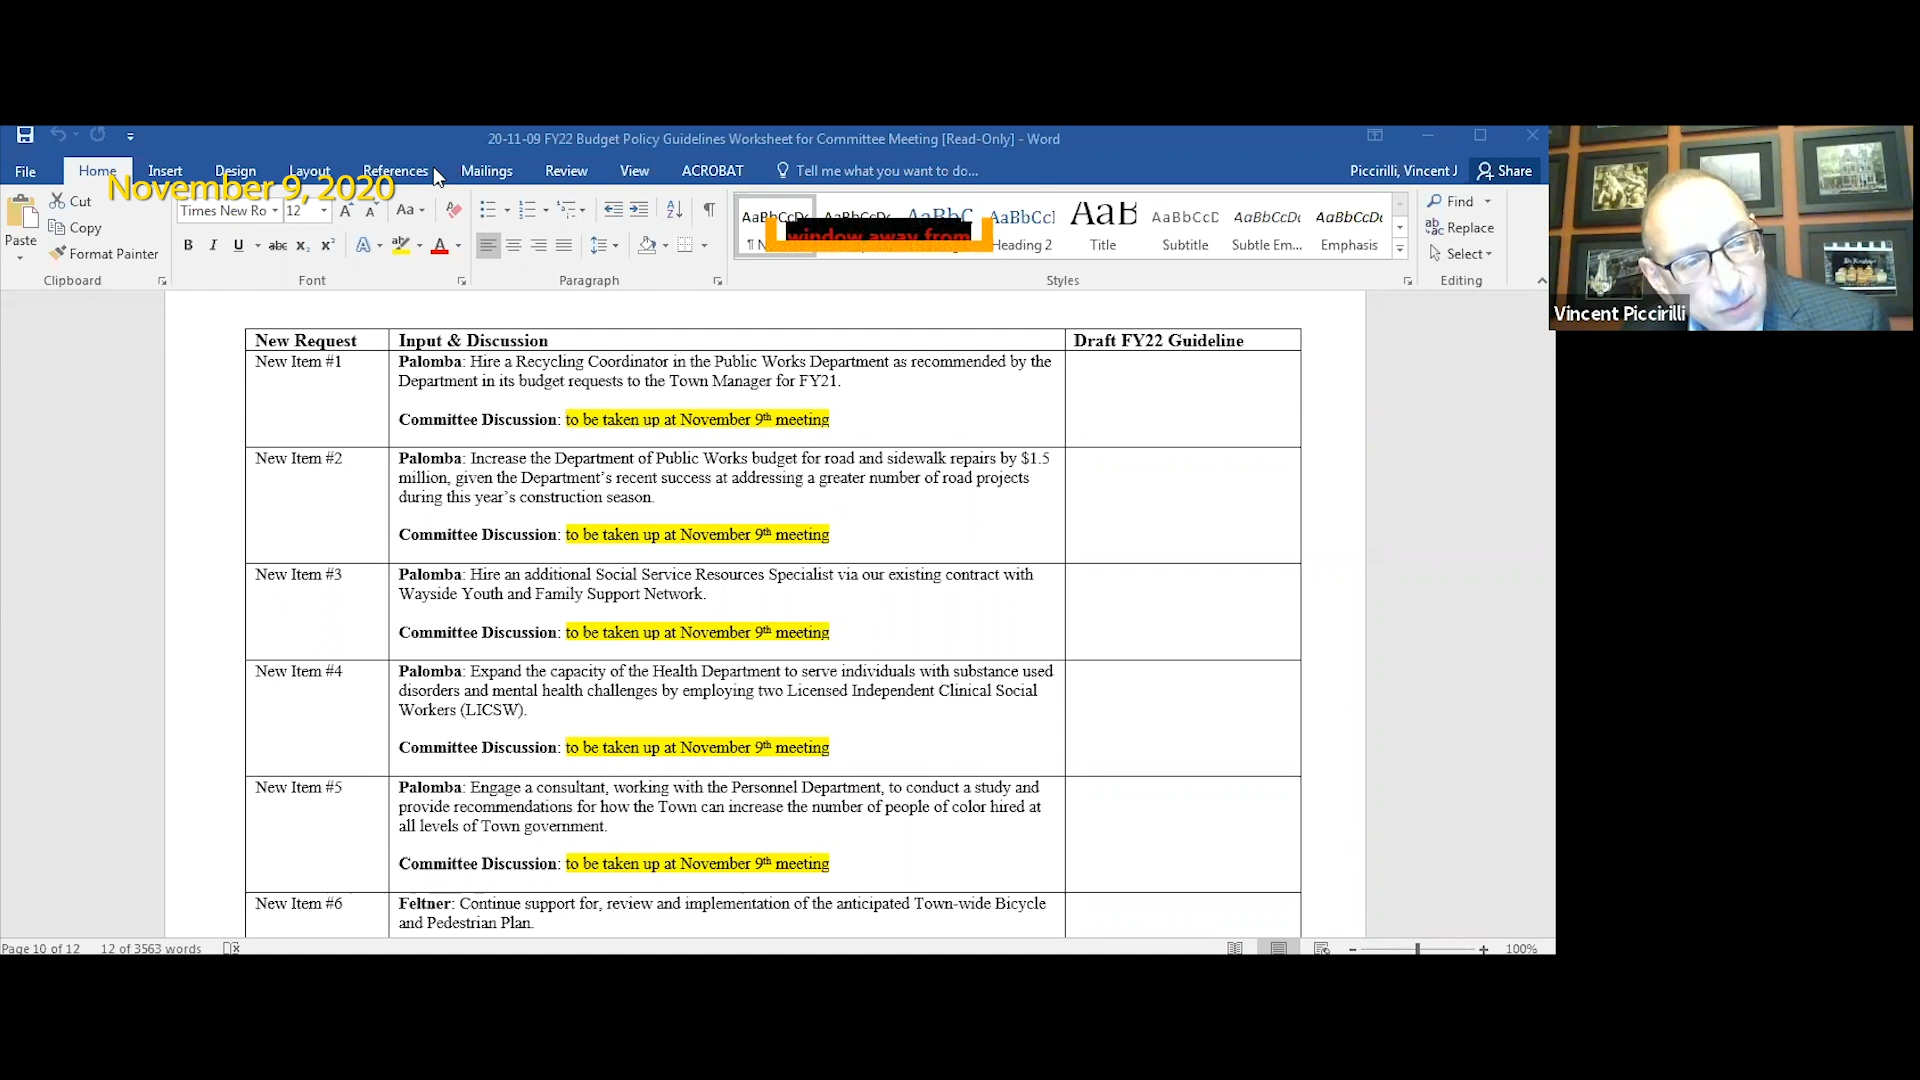 20-11-09 FY22 Budget Policy Guidelines Worksheet for Committee Meeting [Read-Only] - Word
File Home Insert Design Layout References Mailings Review View ACROBAT Tell me what you want to do... Piccirilli, Vincent J Share
November 9, 2020
Cut
Copy
Format Painter
Paste
Clipboard
Times New Ro 12
Font
Paragraph
AaBbCcDc AaBbCcDc AaBbC AaBbCcI AaB AaBbCcD AaBbCcDc AaBbCcDc
window away from
Heading 2 Title Subtitle Subtle Em... Emphasis
Styles
Find
Replace
Select
Editing
Vincent Piccirilli
New Request Input & Discussion Draft FY22 Guideline
New Item #1
Palomba: Hire a Recycling Coordinator in the Public Works Department as recommended by the
Department in its budget requests to the Town Manager for FY21.
Committee Discussion: to be taken up at November 9th meeting
New Item #2
Palomba: Increase the Department of Public Works budget for road and sidewalk repairs by $1.5
million, given the Department's recent success at addressing a greater number of road projects
during this year's construction season.
Committee Discussion: to be taken up at November 9th meeting
New Item #3
Palomba: Hire an additional Social Service Resources Specialist via our existing contract with
Wayside Youth and Family Support Network.
Committee Discussion: to be taken up at November 9th meeting
New Item #4
Palomba: Expand the capacity of the Health Department to serve individuals with substance used
disorders and mental health challenges by employing two Licensed Independent Clinical Social
Workers (LICSW).
Committee Discussion: to be taken up at November 9th meeting
New Item #5
Palomba: Engage a consultant, working with the Personnel Department, to conduct a study and
provide recommendations for how the Town can increase the number of people of color hired at
all levels of Town government.
Committee Discussion: to be taken up at November 9th meeting
New Item #6
Feltner: Continue support for, review and implementation of the anticipated Town-wide Bicycle
and Pedestrian Plan.
Page 10 of 12 12 of 3563 words 100%